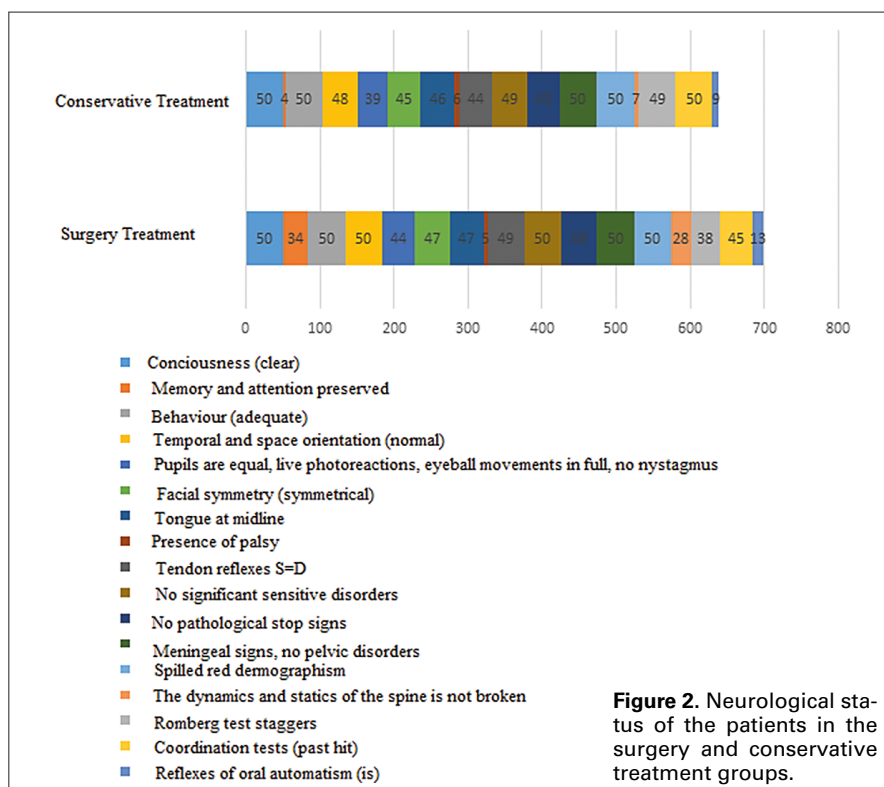 Conservative Treatment
50 4 50 48 39 45 46 6 44 49 50 50 7 49 50 9
Surgery Treatment
50 34 50 50 44 47 47 5 49 50 50 50 28 38 45 13
0 100 200 300 400 500 600 700 800
Conciousness (clear)
Memory and attention preserved
Behaviour (adequate)
Temporal and space orientation (normal)
Pupils are equal, live photoreactions, eyeball movements in full, no nystagmus
Facial symmetry (symmetrical)
Tongue at midline
Presence of palsy
Tendon reflexes S=D
No significant sensitive disorders
No pathological stop signs
Meningeal signs, no pelvic disorders
Spilled red dermographism
The dynamics and statics of the spine is not broken
Romberg test staggers
Coordination tests (past hit)
Reflexes of oral automatism (is)
Figure 2. Neurological sta-
tus of the patients in the
surgery and conservative
treatment groups.